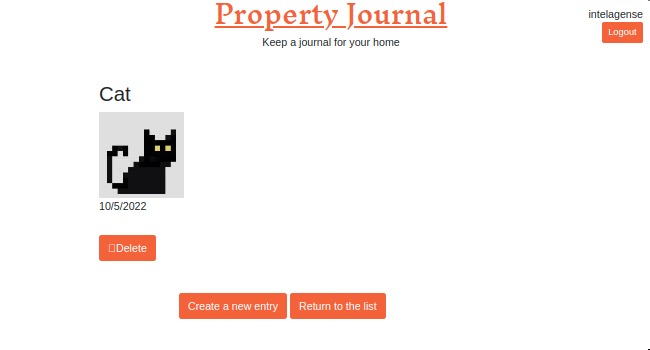 Property Journal
Keep a journal for your home
intelagense
Logout
Cat
10/5/2022
Delete
Create a new entry Return to the list